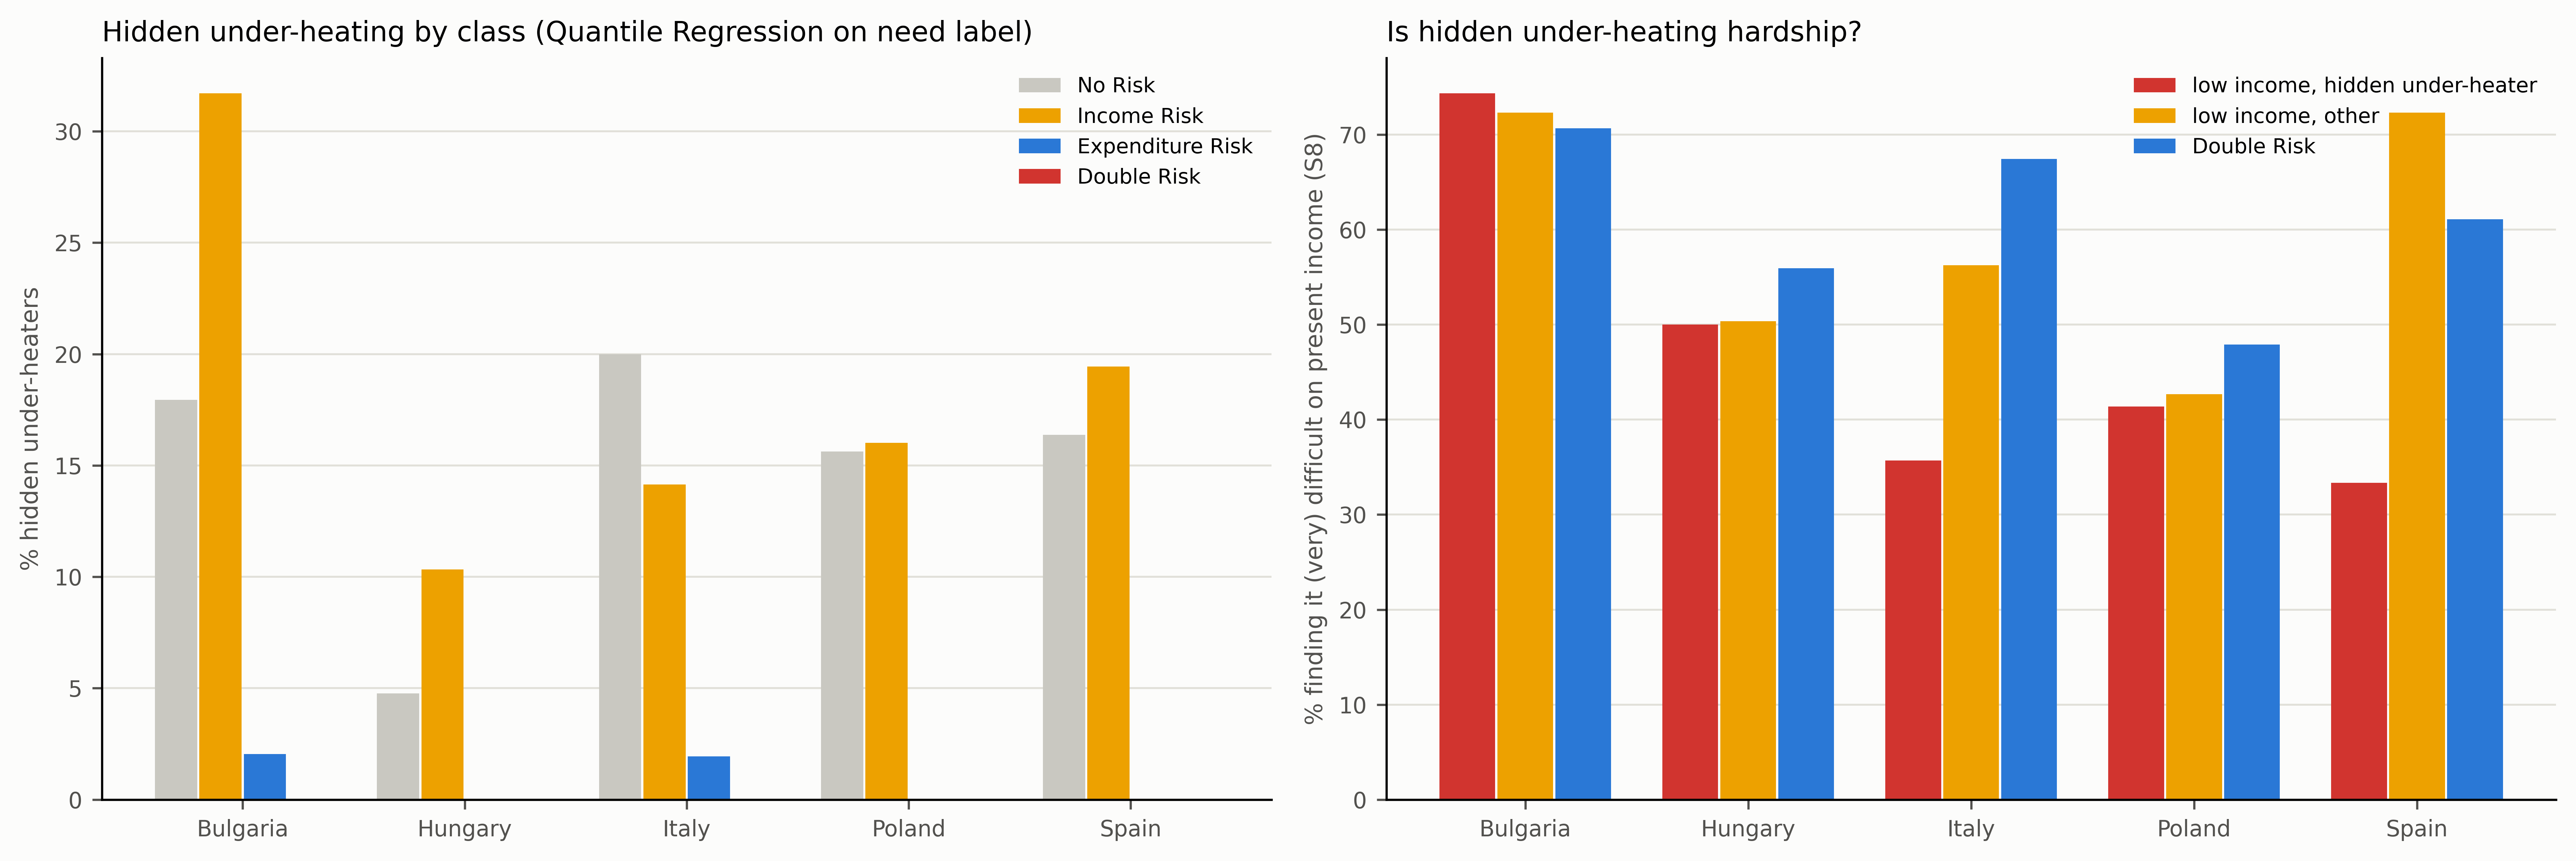 Hidden under-heating by class (Quantile Regression on need label)
% hidden under-heaters
30
25
20
15
10
5
0
No Risk
Income Risk
Expenditure Risk
Double Risk
Bulgaria
Hungary
Italy
Poland
Spain
Is hidden under-heating hardship?
% finding it (very) difficult on present income (S8)
70
60
50
40
30
20
10
0
low income, hidden under-heater
low income, other
Double Risk
Bulgaria
Hungary
Italy
Poland
Spain